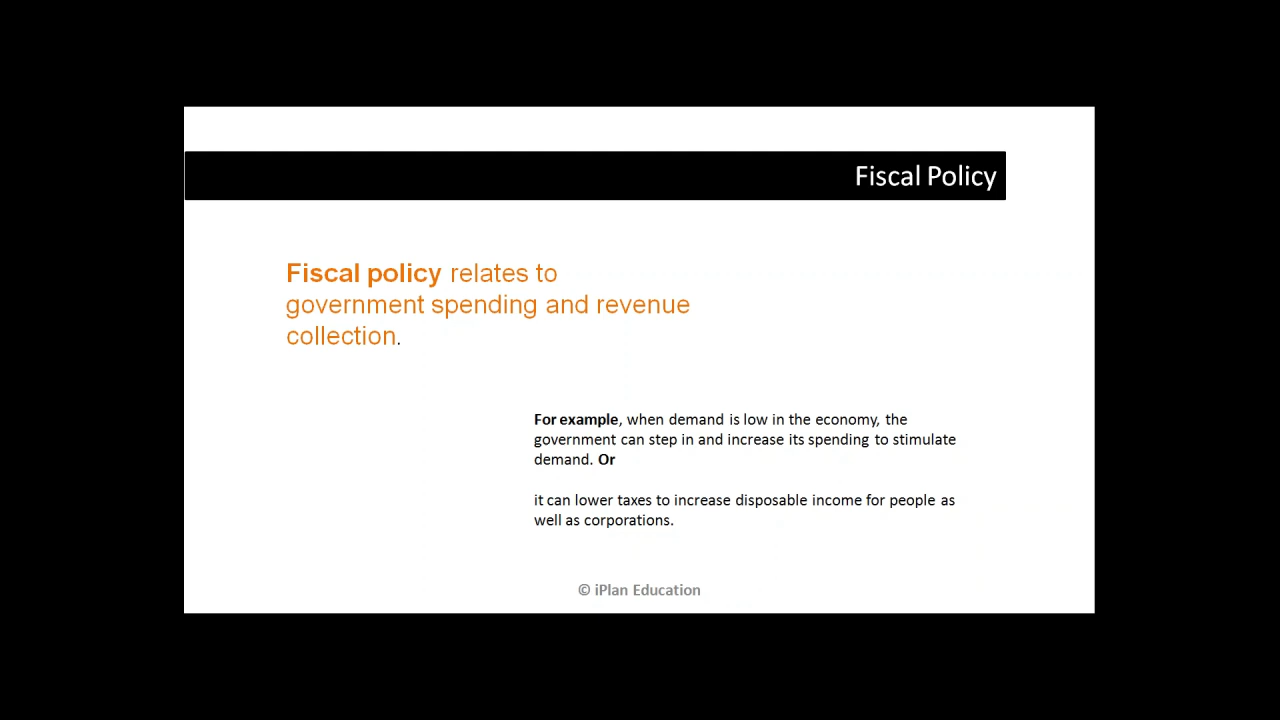 Fiscal Policy
Fiscal policy relates to
government spending and revenue
collection.
For example, when demand is low in the economy, the
government can step in and increase its spending to stimulate
demand. Or
it can lower taxes to increase disposable income for people as
well as corporations.
© iPlan Education